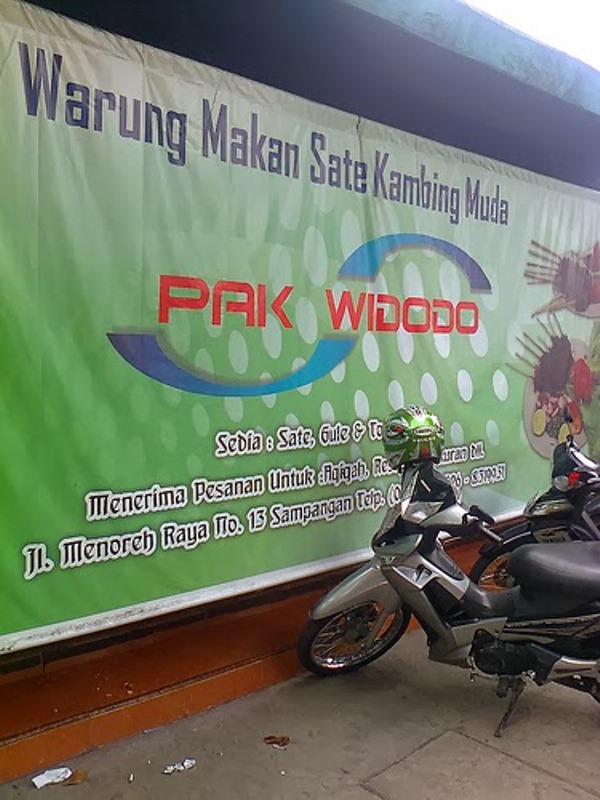 Warung Makan Sate Kambing Muda
PAK WIDODO
Sedia : Sate, Gule &
Menerima Pesanan Untuk :Aqiqah,
Jl. Menoreh Raya No. 13 Sampangan Telp.